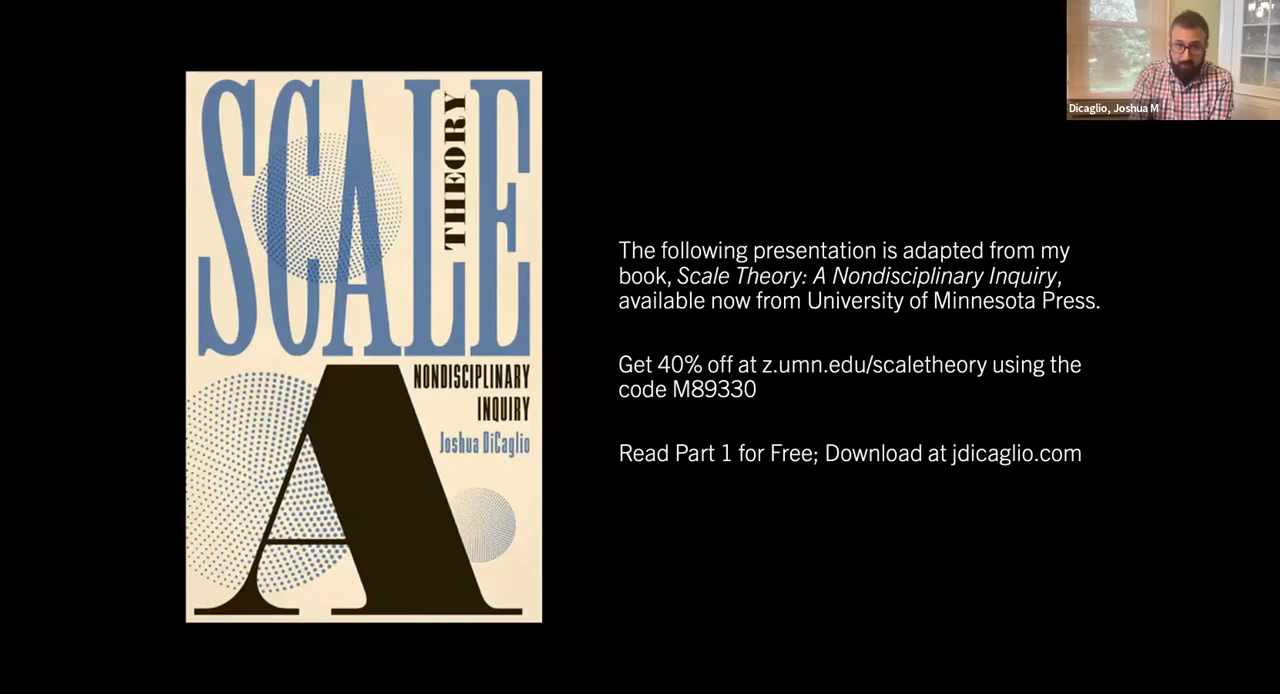 SCALE
THEORY
A
NONDISCIPLINARY
INQUIRY
Joshua DiCaglio
The following presentation is adapted from my
book, Scale Theory: A Nondisciplinary Inquiry,
available now from University of Minnesota Press.
Get 40% off at z.umn.edu/scaletheory using the
code M89330
Read Part 1 for Free; Download at jdicaglio.com
Dicaglio, Joshua M